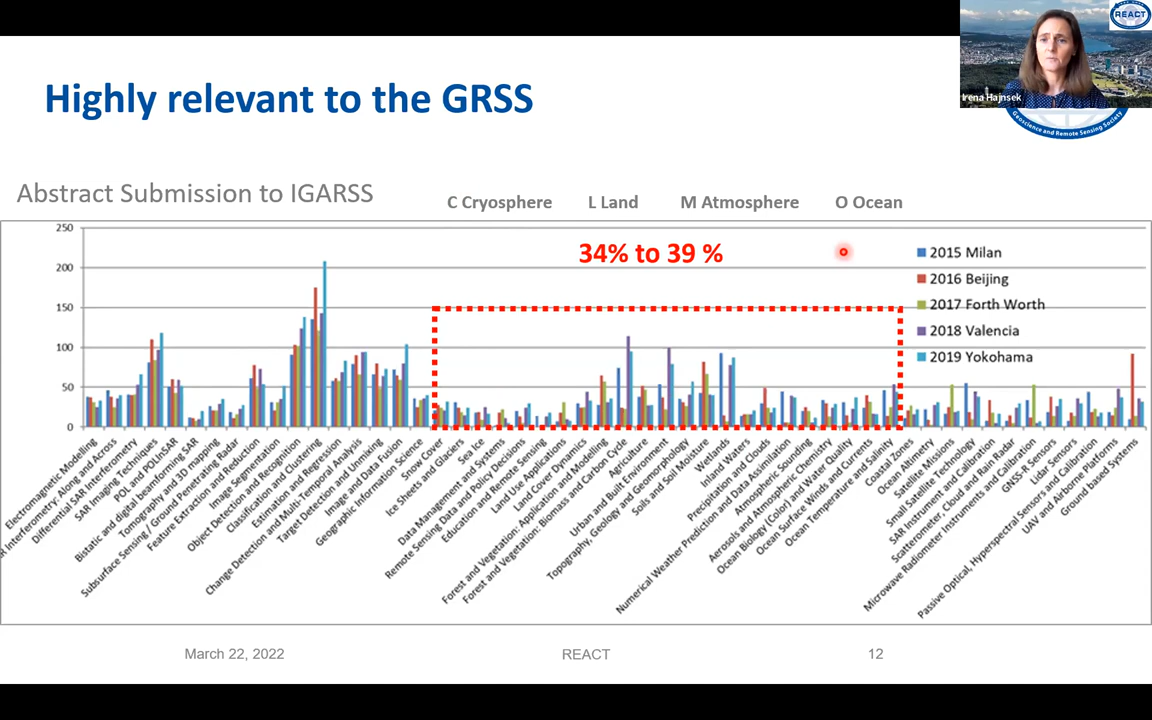 REACT
Irena Hajnsek
Geoscience and Remote Sensing Society
Highly relevant to the GRSS
Abstract Submission to IGARSS
C Cryosphere L Land M Atmosphere O Ocean
34% to 39 %
250
200
150
100
50
0
2015 Milan
2016 Beijing
2017 Forth Worth
2018 Valencia
2019 Yokohama
Electromagnetic Modelling
Interferometry Along and Across
Differential SAR Interferometry
SAR Imaging Techniques
POL and POLInSAR
Bistatic and digital beamforming SAR
Tomography and 3D mapping
Subsurface Sensing / Ground Penetrating Radar
Feature Extraction and Reduction
Image Segmentation
Object Detection and Recognition
Classification and Clustering
Estimation and Regression
Change Detection and Multi-Temporal Analysis
Target Detection and Unmixing
Image and Data Fusion
Geographic Information Science
Snow Cover
Ice Sheets and Glaciers
Sea Ice
Data Management and Systems
Remote Sensing Data and Policy Decisions
Education and Remote Sensing
Land Use Applications
Land Cover Dynamics
Forest and Vegetation: Application and Modelling
Forest and Vegetation: Biomass and Carbon Cycle
Agriculture
Urban and Built Environment
Topography, Geology and Geomorphology
Soils and Soil Moisture
Wetlands
Inland Waters
Precipitation and Clouds
Numerical Weather Prediction and Data Assimilation
Atmospheric Sounding
Aerosols and Atmospheric Chemistry
Ocean Biology (Color) and Water Quality
Ocean Surface Winds and Currents
Ocean Temperature and Salinity
Coastal Zones
Ocean Altimetry
Satellite Missions
Small Satellite Technology
SAR Instrument and Calibration
Scatterometer, Cloud and Rain Radar
Microwave Radiometer Instruments and Calibration
GNSS-R Sensors
Lidar Sensors
Passive Optical, Hyperspectral Sensors and Calibration
UAV and Airborne Platforms
Ground based Systems
March 22, 2022
REACT
12